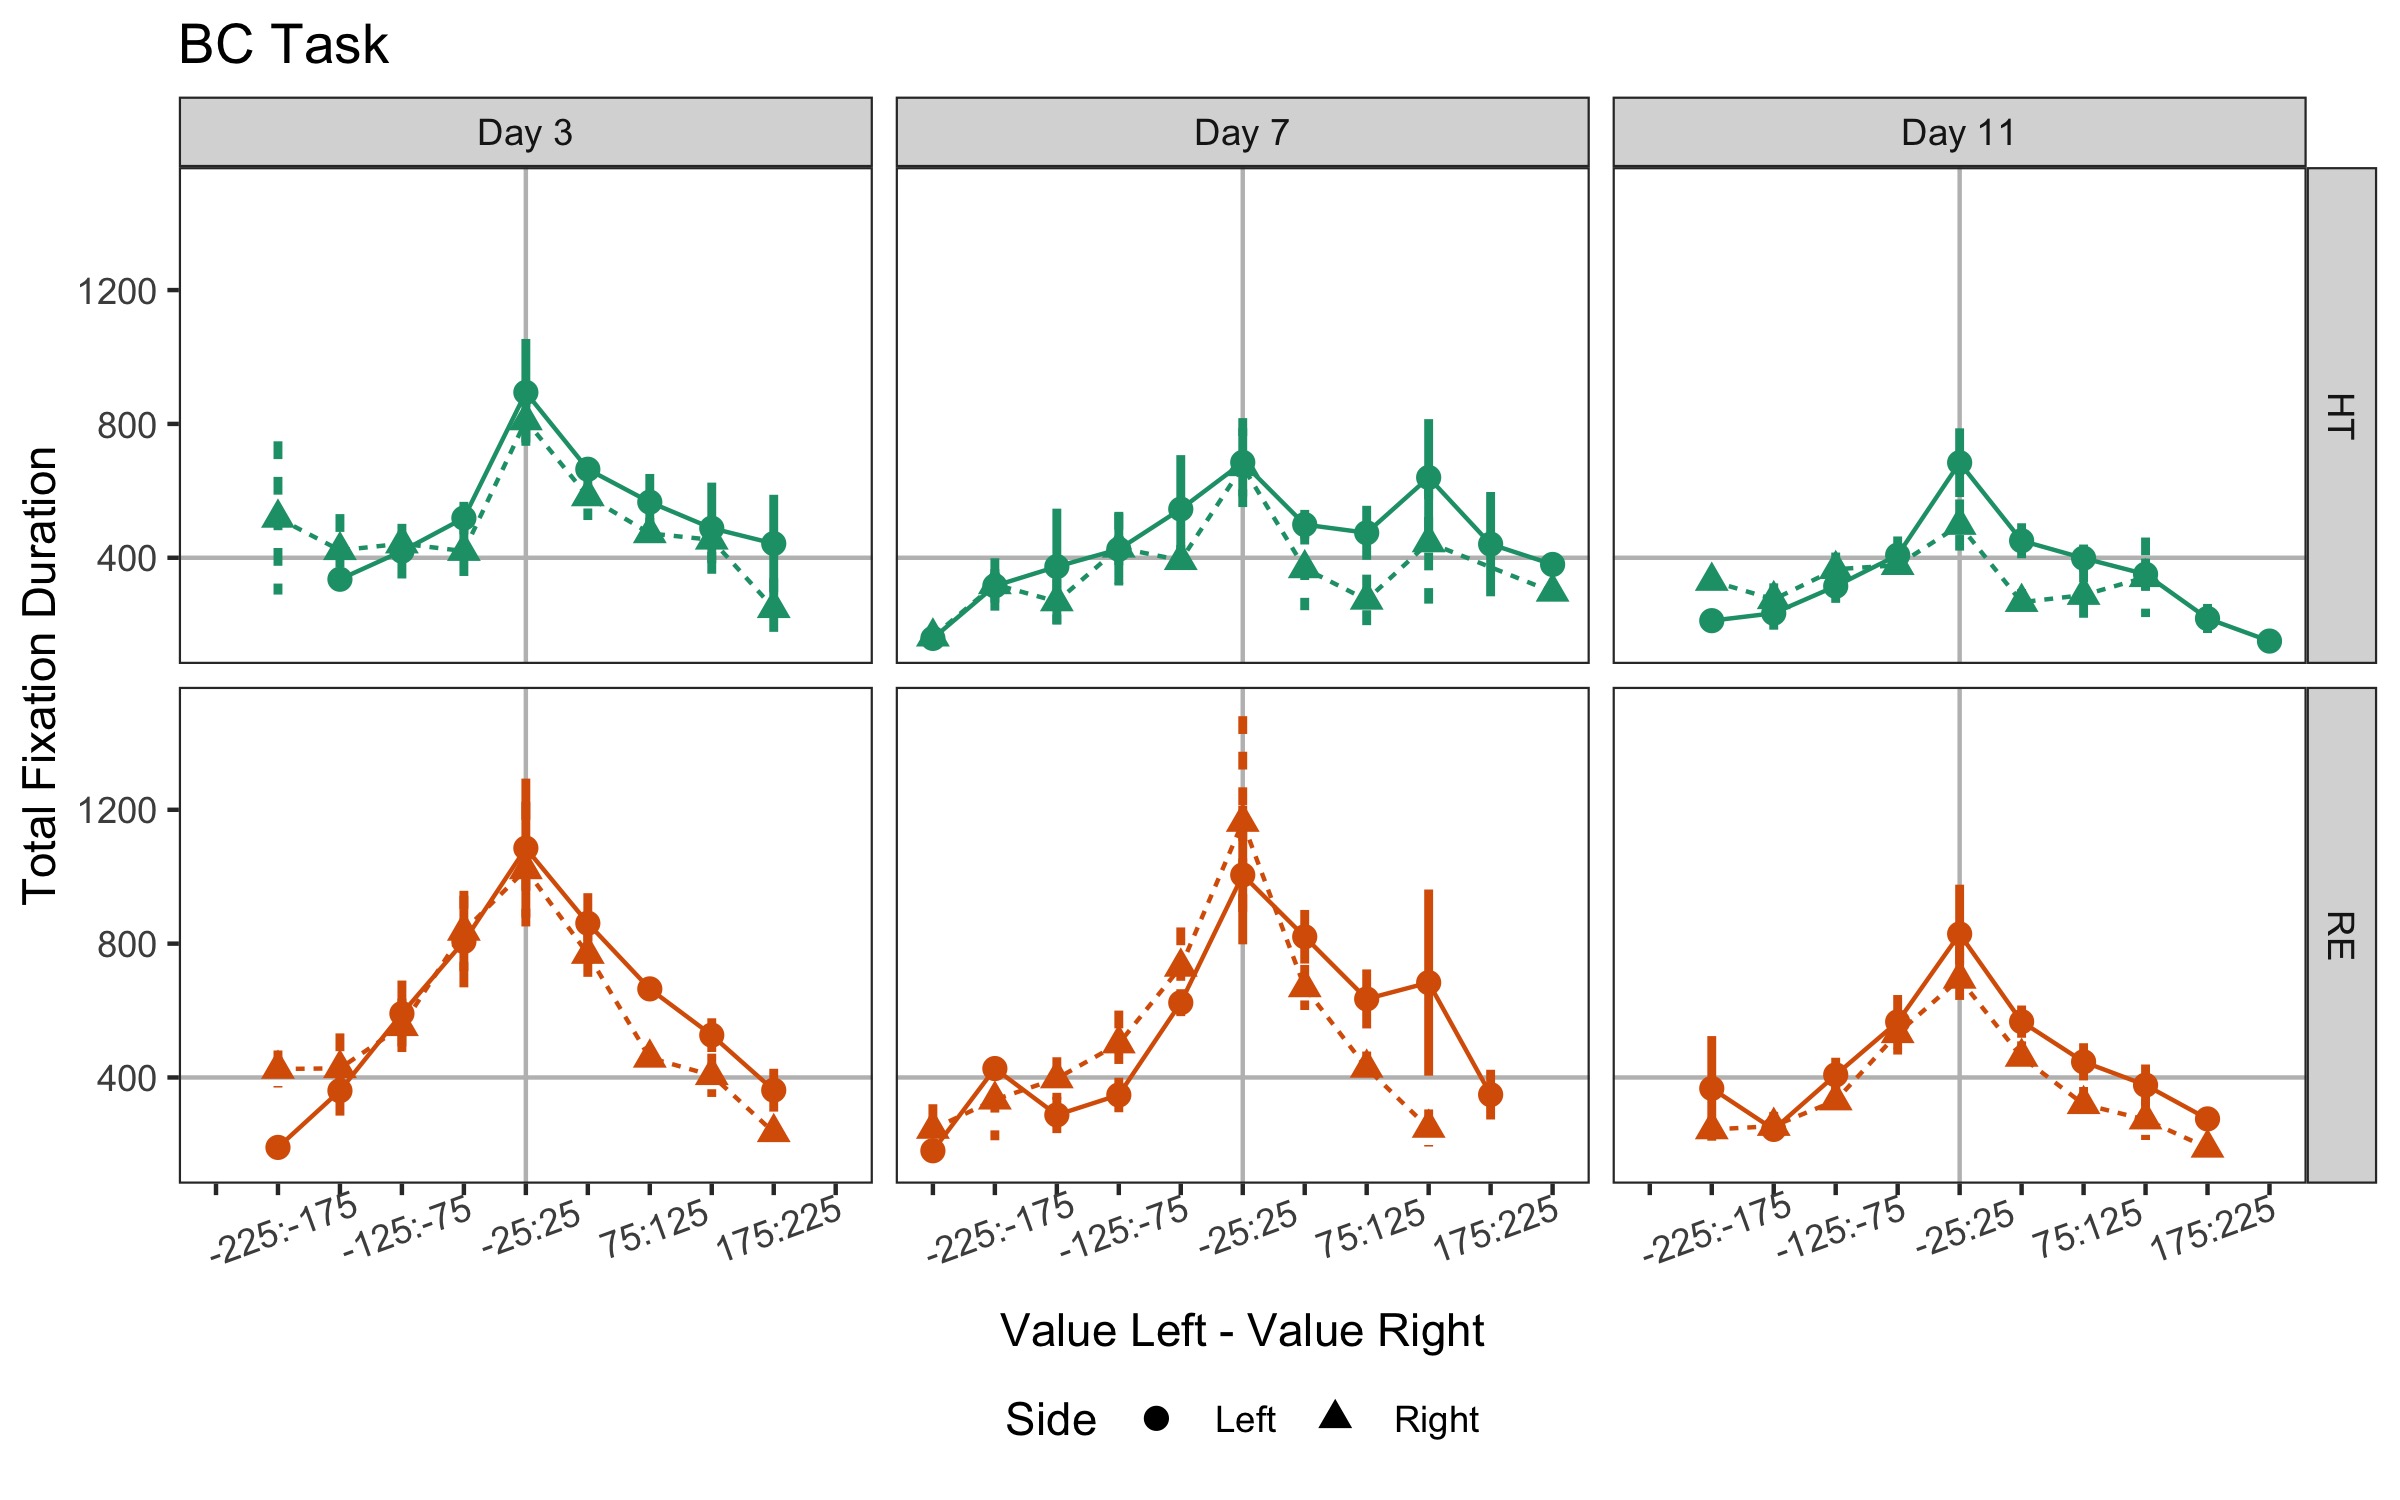 BC Task
Day 3
Day 7
Day 11
HT
RE
Total Fixation Duration
1200
800
400
1200
800
400
-225:-175
-125:-75
-25:25
75:125
175:225
-225:-175
-125:-75
-25:25
75:125
175:225
-225:-175
-125:-75
-25:25
75:125
175:225
Value Left - Value Right
Side Left Right